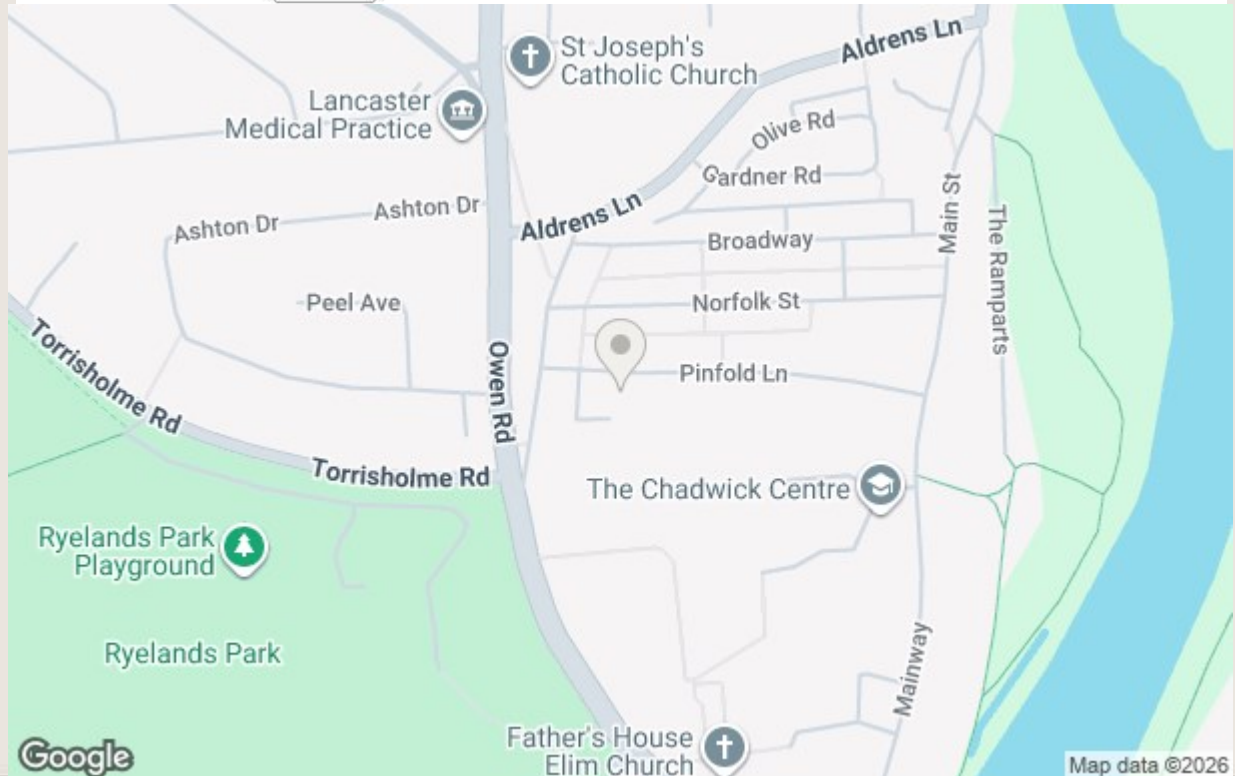 Aldrens Ln
St Joseph's
Catholic Church
Lancaster
Medical Practice
Olive Rd
Gardner Rd
Ashton Dr
Ashton Dr
Aldrens Ln
Main St
Broadway
The Ramparts
Peel Ave
Norfolk St
Torrisholme Rd
Owen Rd
Pinfold Ln
Torrisholme Rd
The Chadwick Centre
Ryelands Park
Playground
Ryelands Park
Mainway
Father's House
Elim Church
Google
Map data ©2026